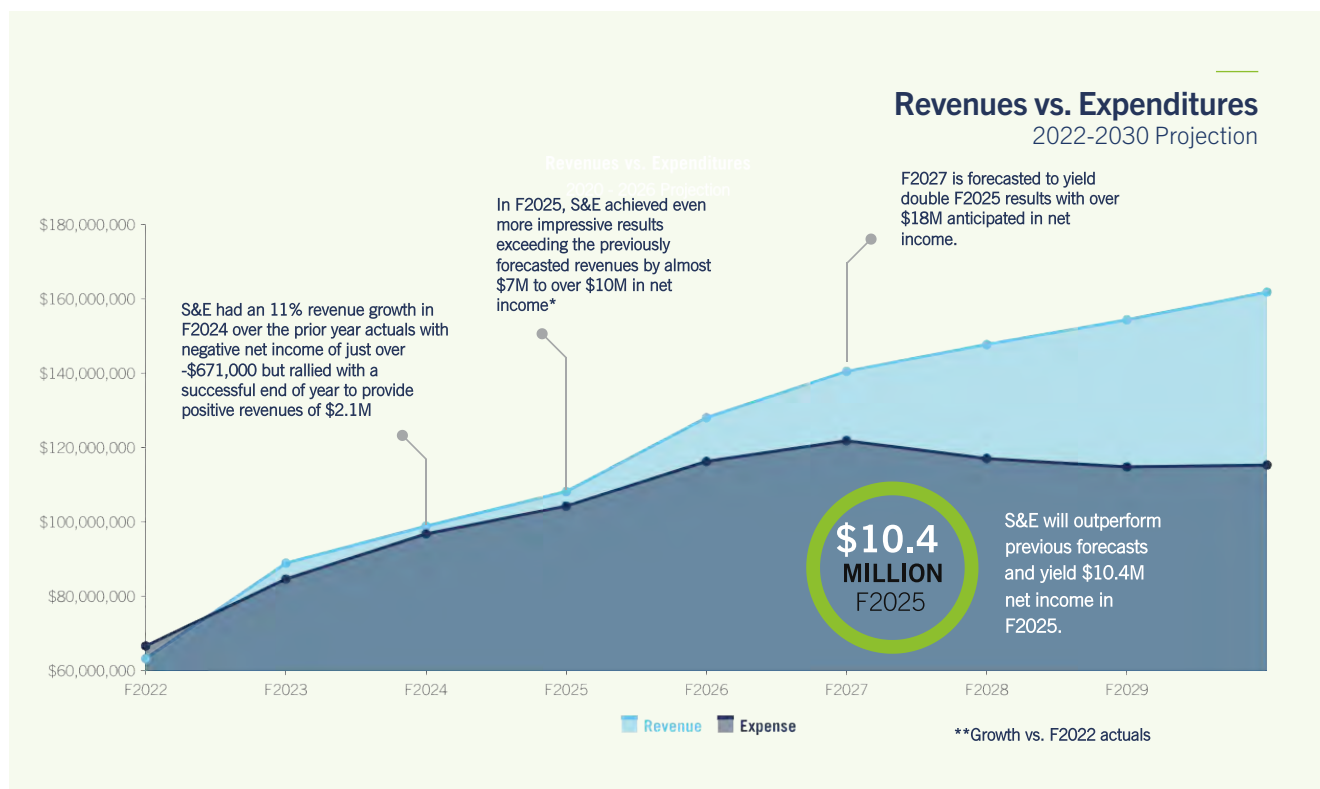 Revenues vs. Expenditures
2022-2030 Projection
Revenues vs. Expenditures
2020 - 2026 Projection
F2027 is forecasted to yield
double F2025 results with over
$18M anticipated in net
income.
In F2025, S&E achieved even
more impressive results
exceeding the previously
forecasted revenues by almost
$7M to over $10M in net
income*
S&E had an 11% revenue growth in
F2024 over the prior year actuals with
negative net income of just over
-$671,000 but rallied with a
successful end of year to provide
positive revenues of $2.1M
$180,000,000
$160,000,000
$140,000,000
$120,000,000
$100,000,000
$80,000,000
$60,000,000
$10.4
MILLION
F2025
S&E will outperform
previous forecasts
and yield $10.4M
net income in
F2025.
F2022 F2023 F2024 F2025 F2026 F2027 F2028 F2029
Revenue Expense
**Growth vs. F2022 actuals